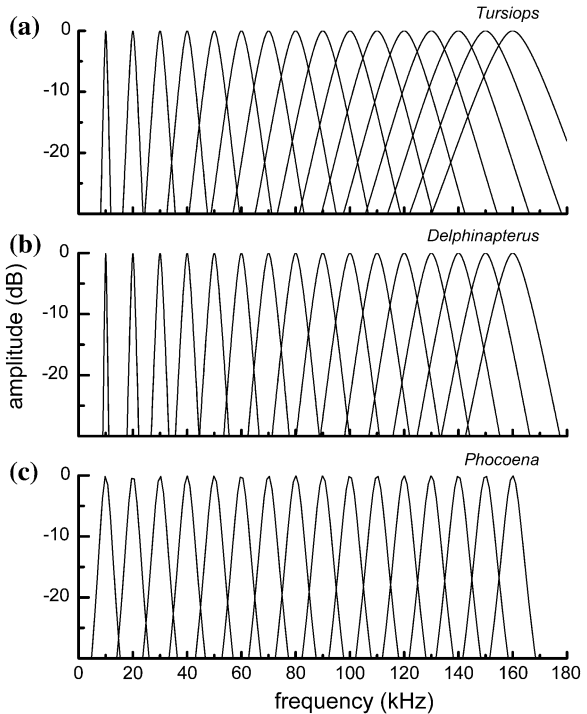 (a)
Tursiops
0
-10
-20
(b)
Delphinapterus
0
-10
-20
amplitude (dB)
(c)
Phocoena
0
-10
-20
0 20 40 60 80 100 120 140 160 180
frequency (kHz)